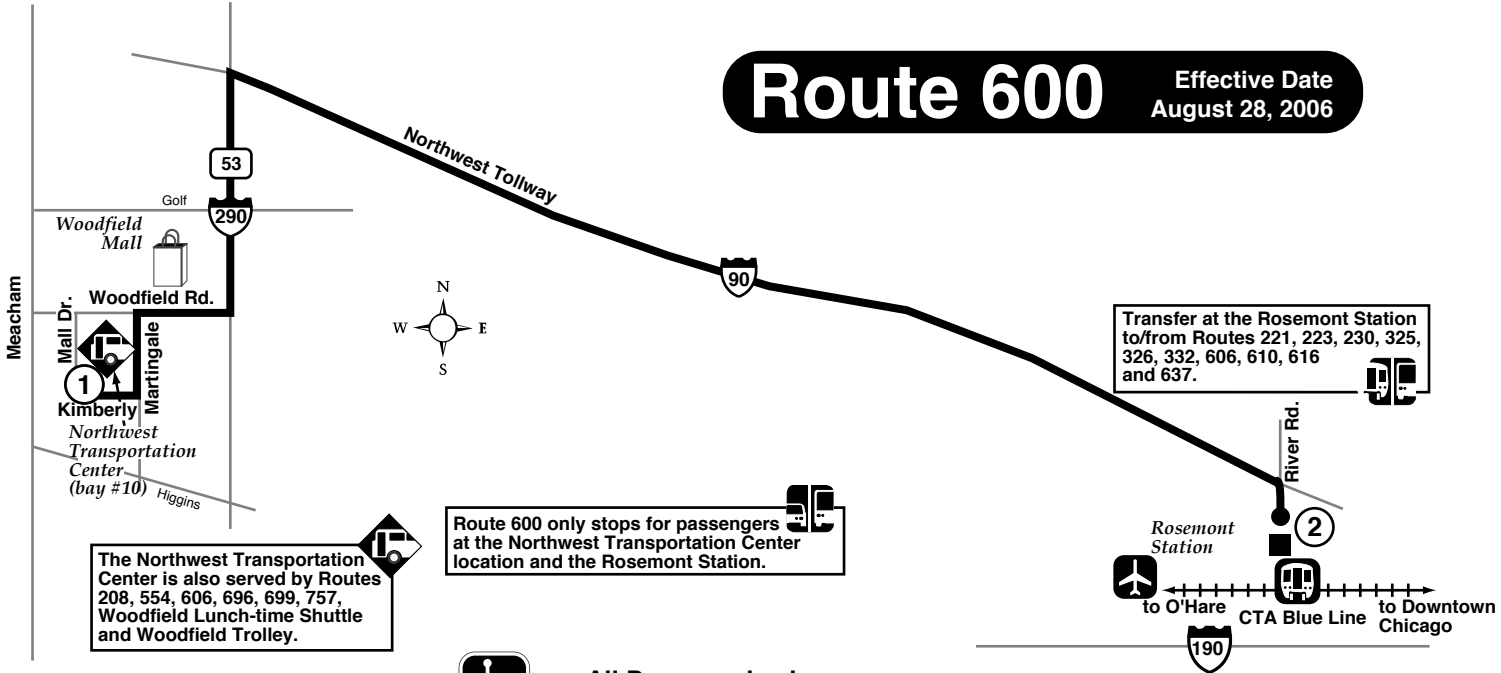 Route 600
Effective Date
August 28, 2006
Northwest Tollway
53
Golf
290
Woodfield
Mall
90
Meacham
Mall Dr.
Woodfield Rd.
Martingale
1
Kimberly
Northwest
Transportation
Center
(bay #10)
Higgins
N
W
E
S
Transfer at the Rosemont Station
to/from Routes 221, 223, 230, 325,
326, 332, 606, 610, 616
and 637.
River Rd.
2
Rosemont
Station
to O'Hare
CTA Blue Line
to Downtown
Chicago
190
The Northwest Transportation
Center is also served by Routes
208, 554, 606, 696, 699, 757,
Woodfield Lunch-time Shuttle
and Woodfield Trolley.
Route 600 only stops for passengers
at the Northwest Transportation Center
location and the Rosemont Station.